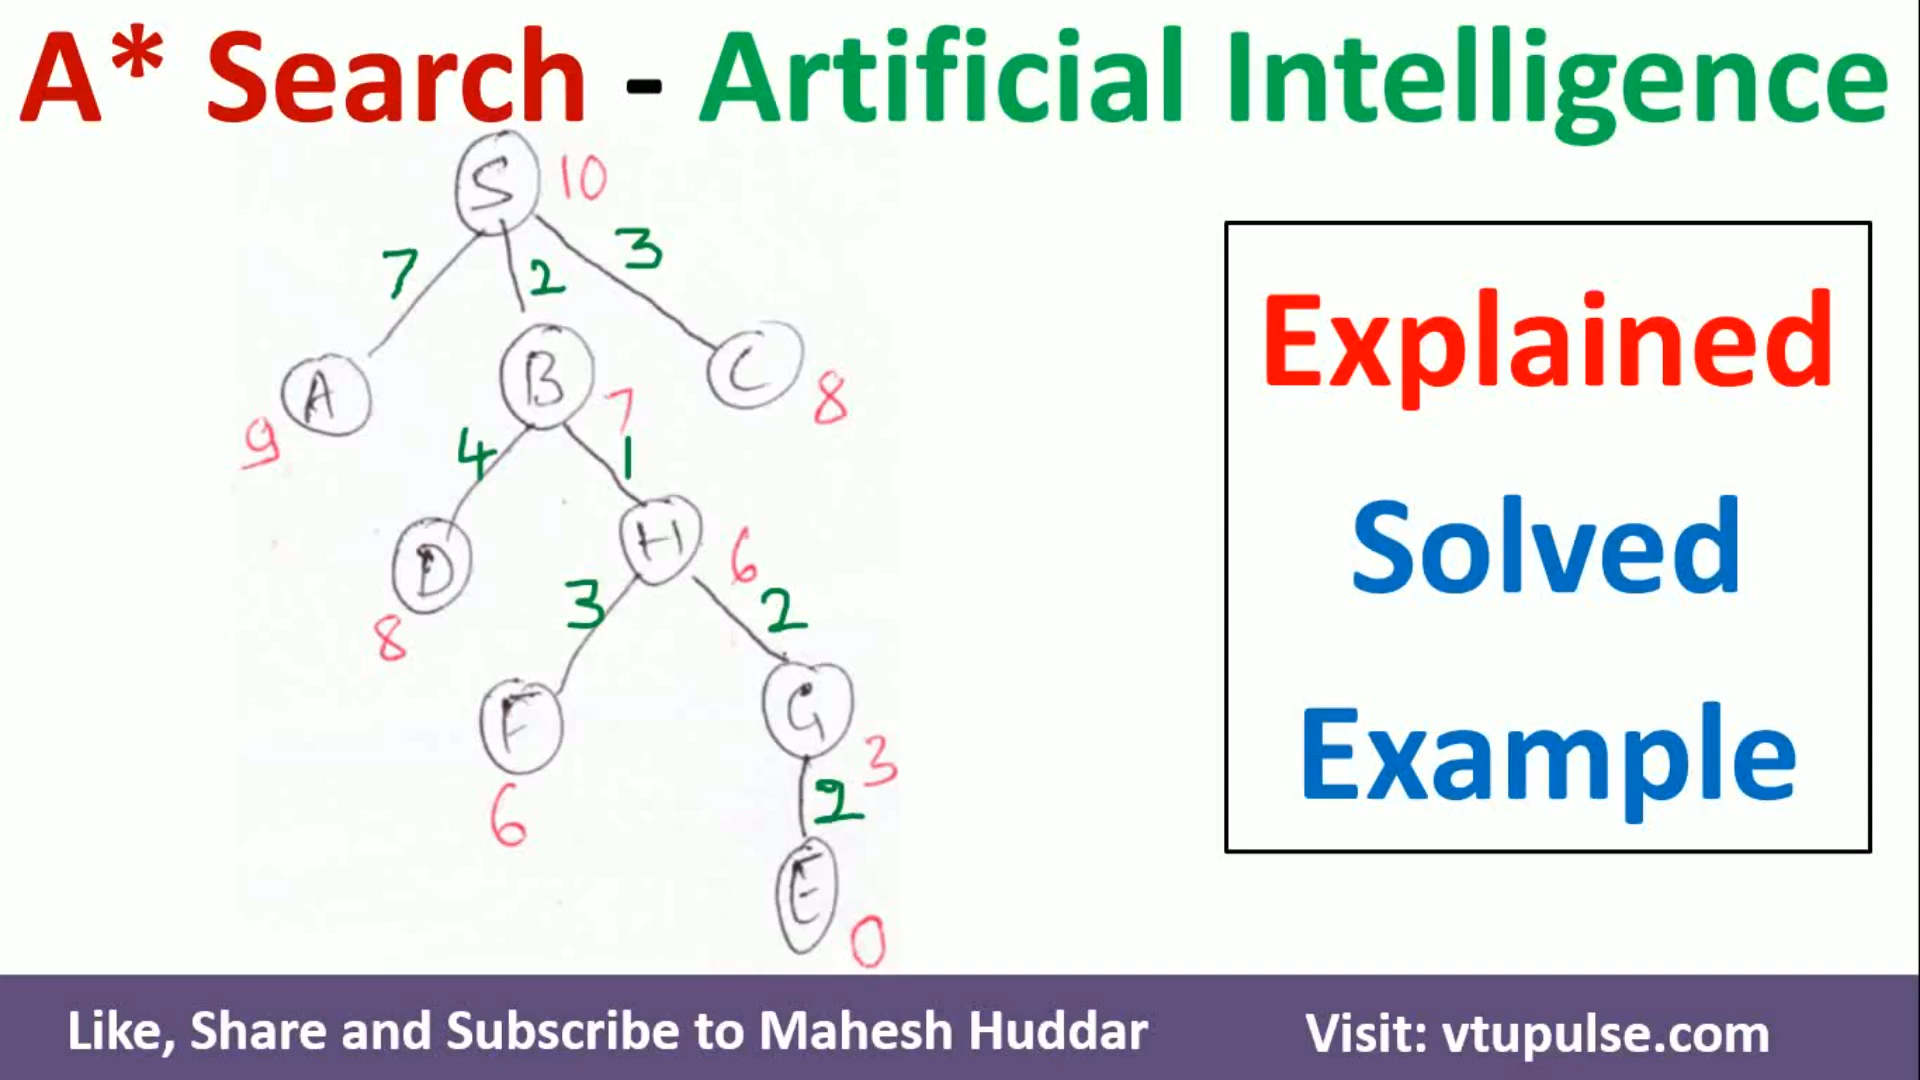 A* Search - Artificial Intelligence
S 10
7 2 3
A B C
9 7 8
4 1
D H
8 6
3 2
F G
6 3
2
E
0
Explained
Solved
Example
Like, Share and Subscribe to Mahesh Huddar
Visit: vtupulse.com